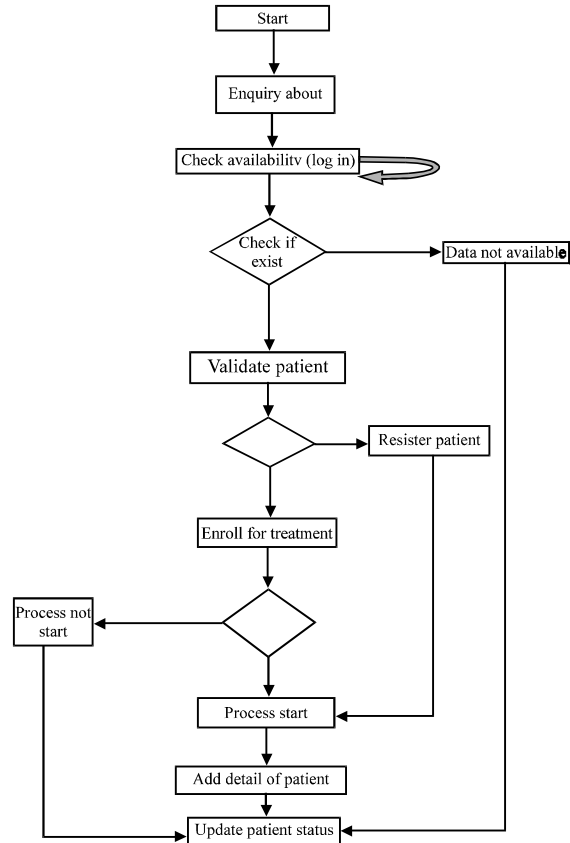 Start
Enquiry about
Check availability (log in)
Check if
exist
Data not available
Validate patient
Resister patient
Enroll for treatment
Process not
start
Process start
Add detail of patient
Update patient status